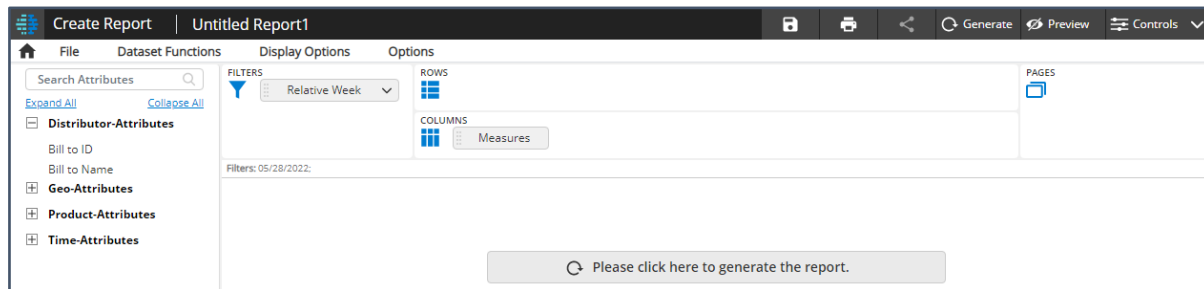 Create Report Untitled Report1 Generate Preview Controls
File Dataset Functions Display Options Options
Search Attributes
Expand All Collapse All
Distributor-Attributes
Bill to ID
Bill to Name
Geo-Attributes
Product-Attributes
Time-Attributes
FILTERS
Relative Week
ROWS
COLUMNS
Measures
PAGES
Filters: 05/28/2022;
Please click here to generate the report.